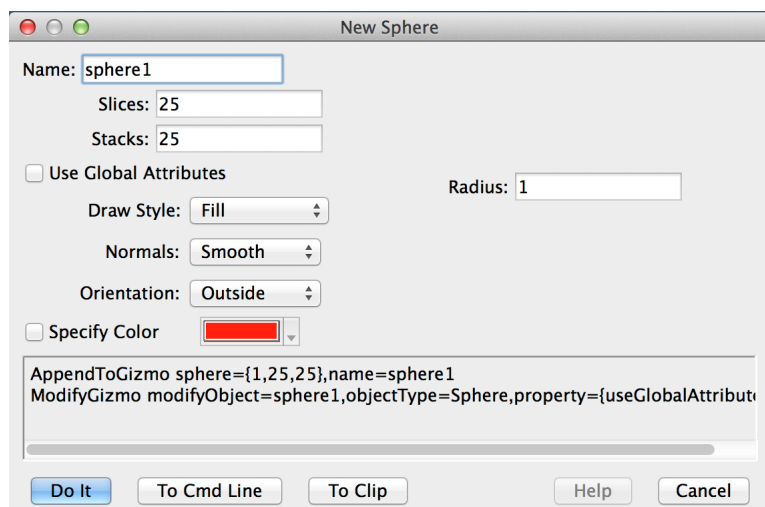 New Sphere
Name: sphere1
Slices: 25
Stacks: 25
Use Global Attributes
Radius: 1
Draw Style: Fill
Normals: Smooth
Orientation: Outside
Specify Color
AppendToGizmo sphere={1,25,25},name=sphere1
ModifyGizmo modifyObject=sphere1,objectType=Sphere,property={useGlobalAttribute
Do It To Cmd Line To Clip Help Cancel